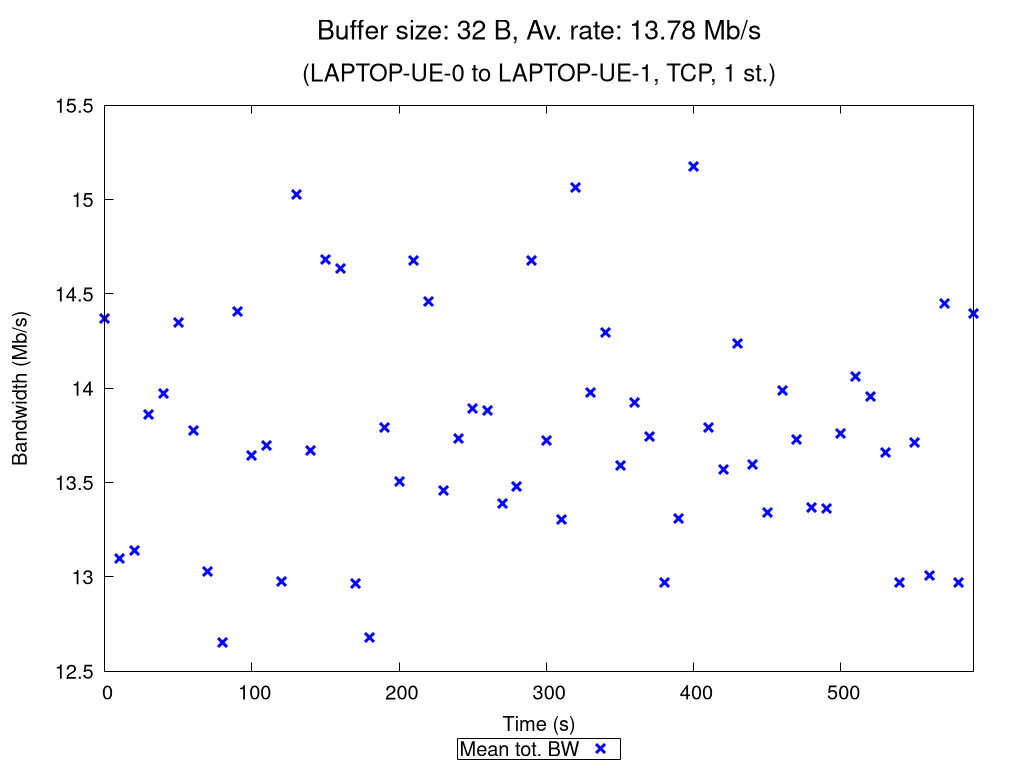 Buffer size: 32 B, Av. rate: 13.78 Mb/s
(LAPTOP-UE-0 to LAPTOP-UE-1, TCP, 1 st.)
15.5
15
14.5
14
13.5
13
12.5
Bandwidth (Mb/s)
0 100 200 300 400 500
Time (s)
Mean tot. BW